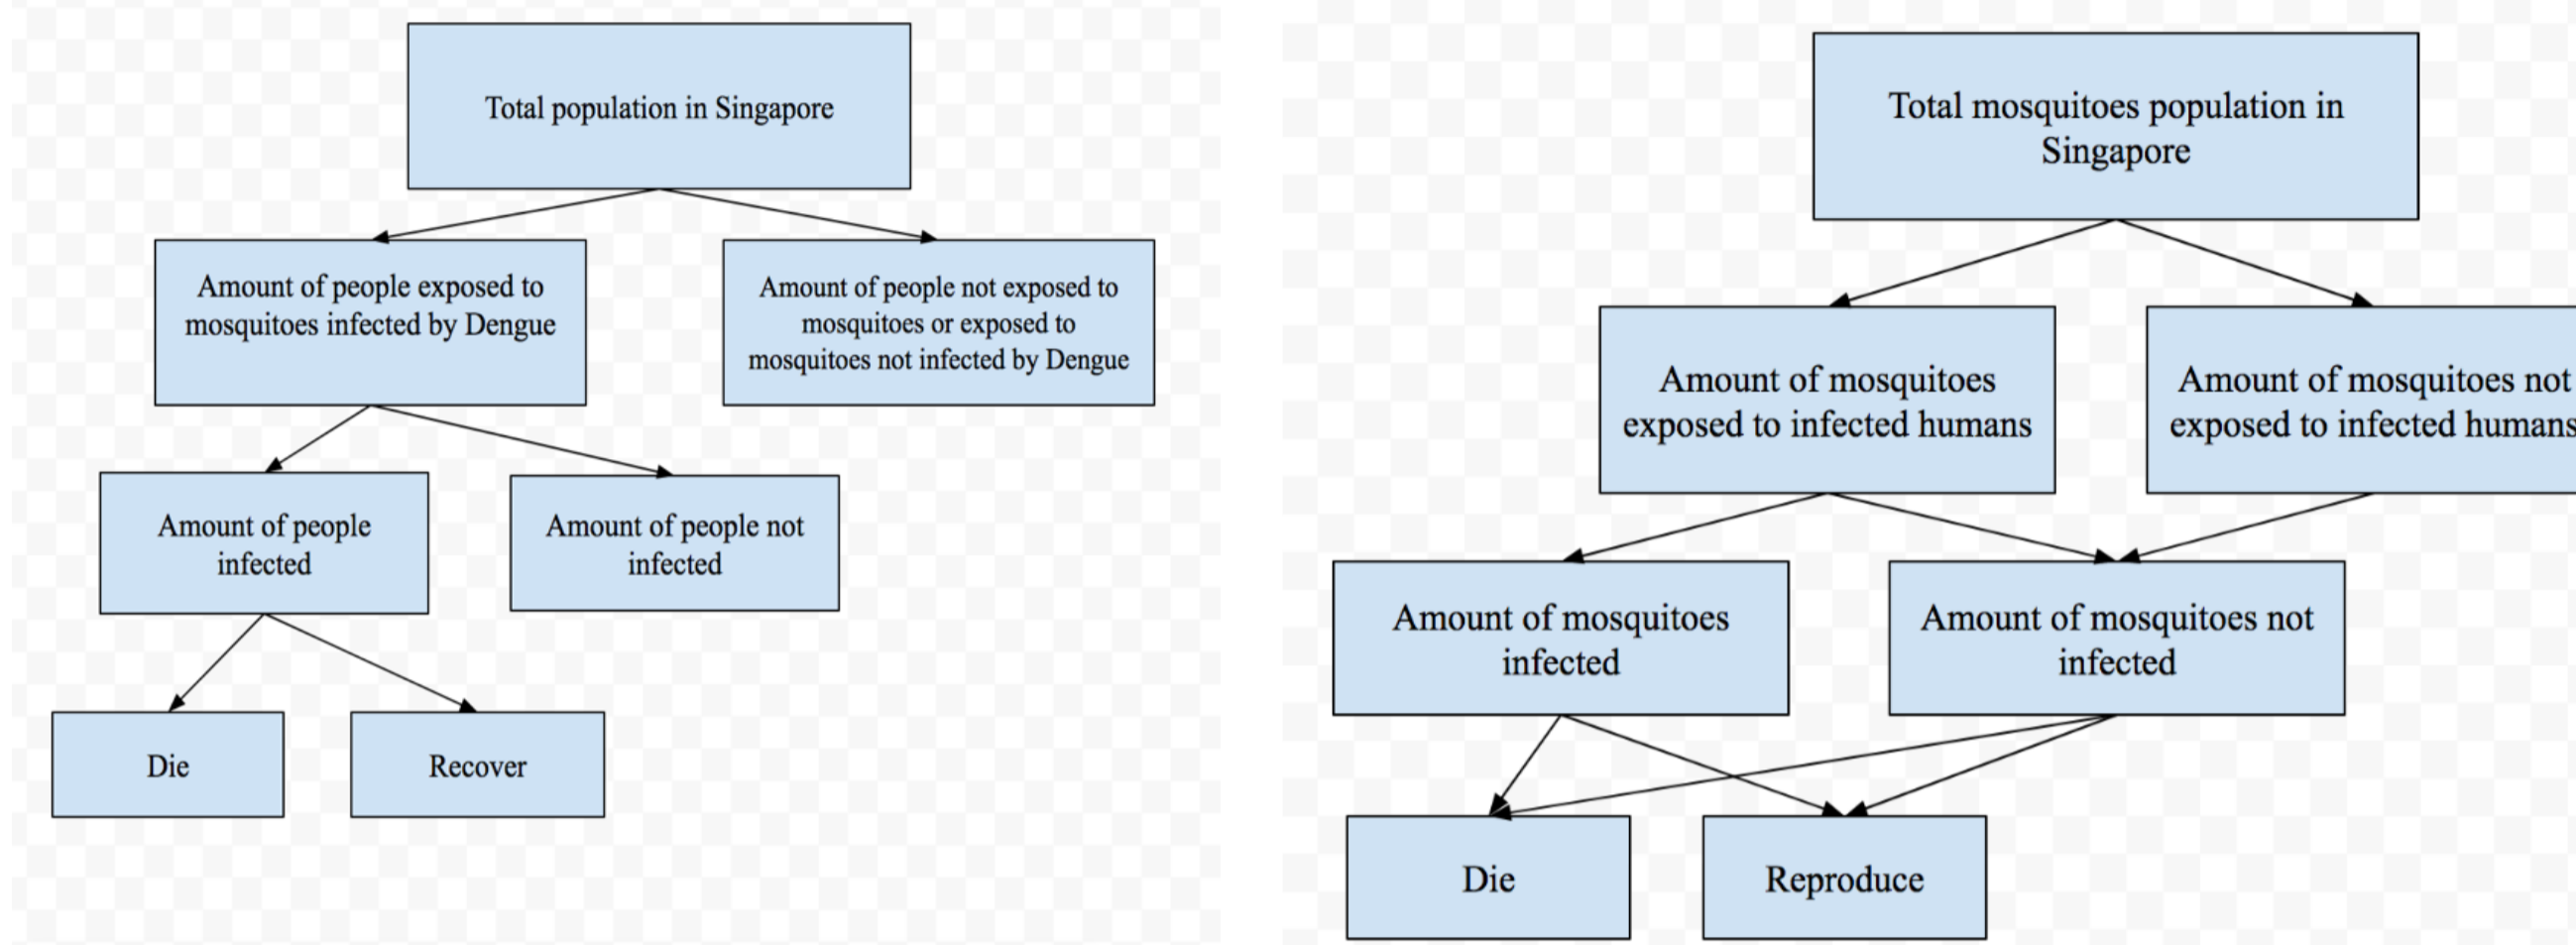 Total population in Singapore
Amount of people exposed to
mosquitoes infected by Dengue
Amount of people not exposed to
mosquitoes or exposed to
mosquitoes not infected by Dengue
Amount of people
infected
Amount of people not
infected
Die
Recover
Total mosquitoes population in
Singapore
Amount of mosquitoes
exposed to infected humans
Amount of mosquitoes not
exposed to infected humans
Amount of mosquitoes
infected
Amount of mosquitoes not
infected
Die
Reproduce